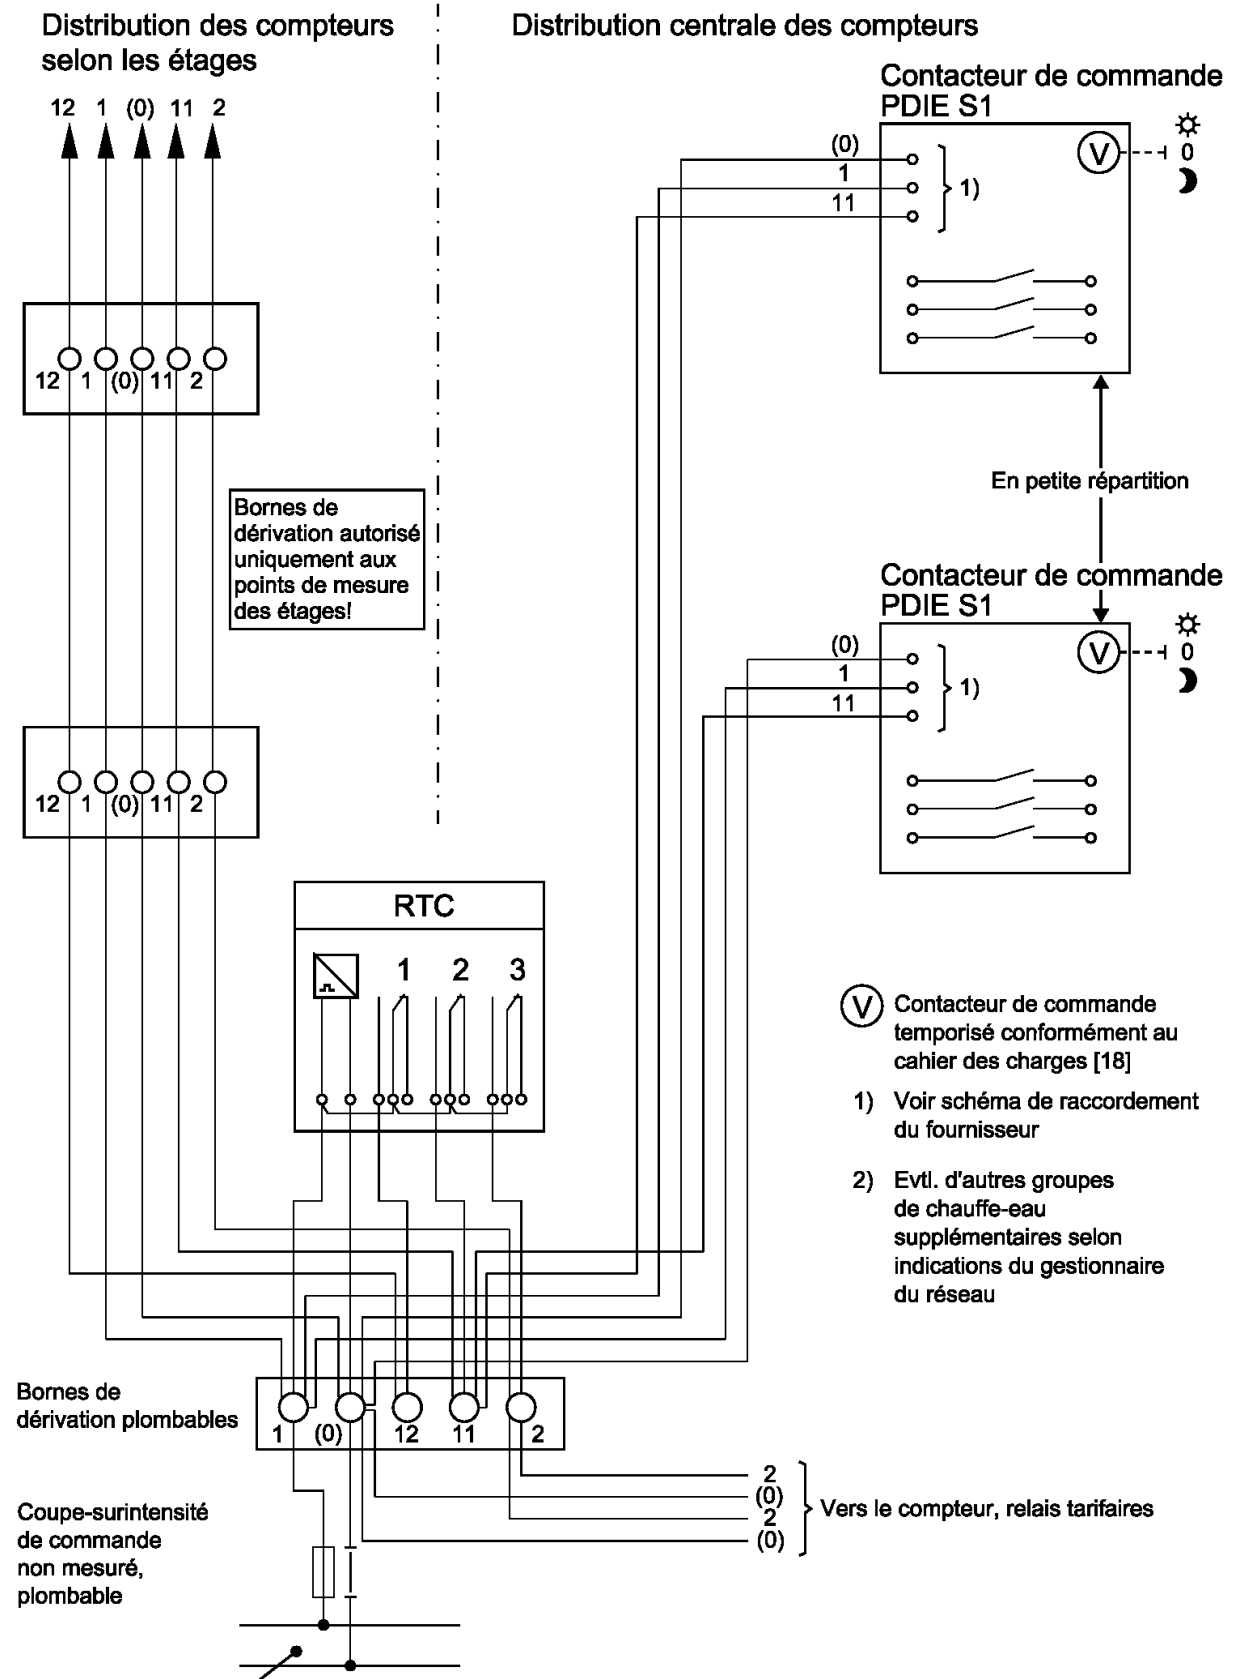 Distribution des compteurs
selon les étages
Distribution centrale des compteurs
12 1 (0) 11 2
Contacteur de commande
PDIE S1
(0)
1
11
1)
V
0
12 1 (0) 11 2
En petite répartition
Bornes de
dérivation autorisé
uniquement aux
points de mesure
des étages!
Contacteur de commande
PDIE S1
(0)
1
11
1)
V
0
12 1 (0) 11 2
RTC
1 2 3
V Contacteur de commande
temporisé conformément au
cahier des charges [18]
1) Voir schéma de raccordement
du fournisseur
2) Evtl. d'autres groupes
de chauffe-eau
supplémentaires selon
indications du gestionnaire
du réseau
Bornes de
dérivation plombables
1 (0) 12 11 2
2
(0)
2
(0)
Vers le compteur, relais tarifaires
Coupe-surintensité
de commande
non mesuré,
plombable